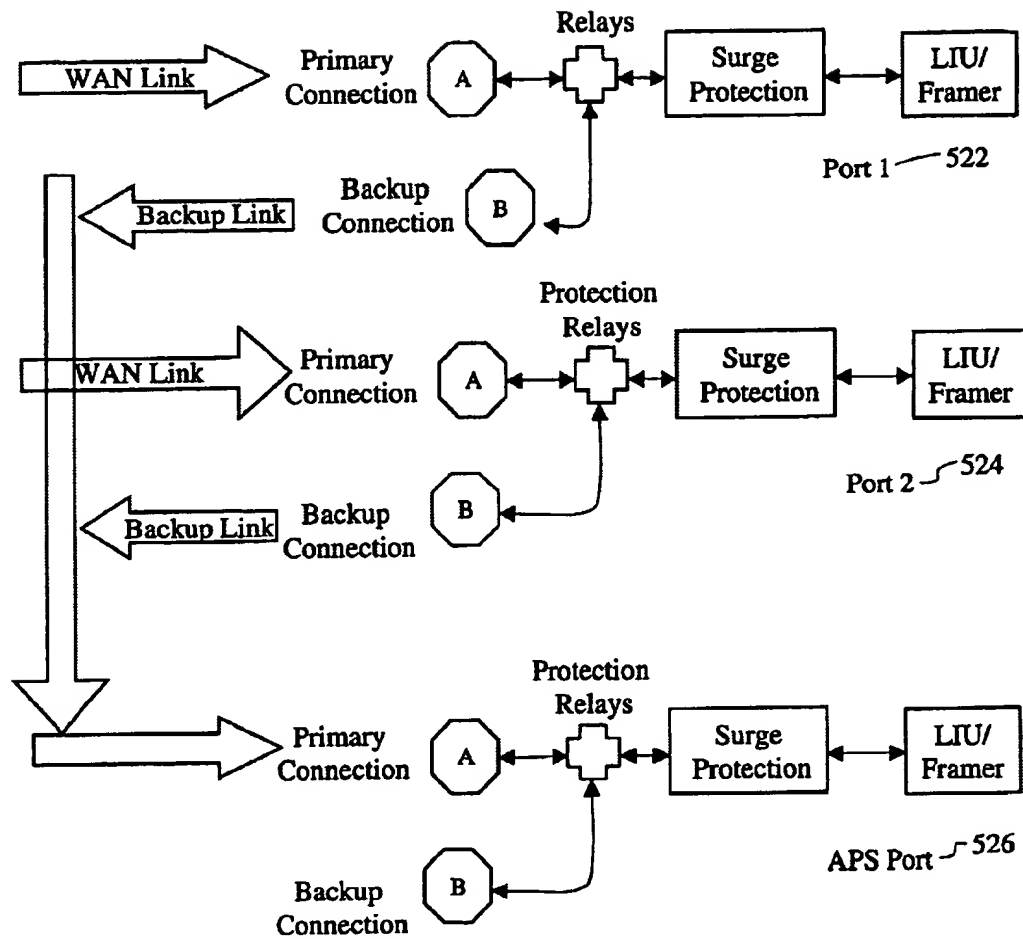 Relays
WAN Link
Primary
Connection
A
Surge
Protection
LIU/
Framer
Port 1
522
Backup Link
Backup
Connection
B
Protection
Relays
WAN Link
Primary
Connection
A
Surge
Protection
LIU/
Framer
Port 2
524
Backup Link
Backup
Connection
B
Protection
Relays
Primary
Connection
A
Surge
Protection
LIU/
Framer
APS Port
526
Backup
Connection
B